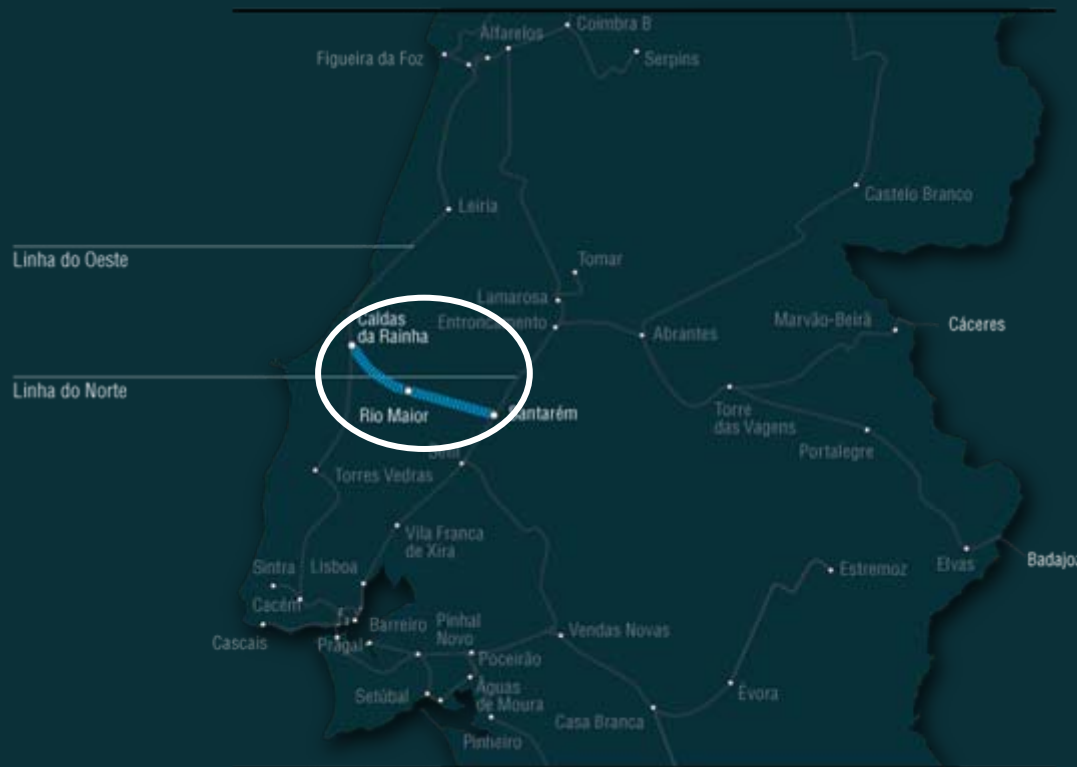 Coimbra B
Alfarelos
Figueira da Foz
Serpins
Castelo Branco
Leiria
Linha do Oeste
Tomar
Lamarosa
Caldas
da Rainha
Entroncamento
Abrantes
Marvão-Beirã
Cáceres
Linha do Norte
Rio Maior
Santarém
Torre
das Vagens
Portalegre
Setil
Torres Vedras
Vila Franca
de Xira
Sintra
Lisboa
Estremoz
Elvas
Badajoz
Cacém
Barreiro
Pinhal
Novo
Vendas Novas
Cascais
Pragal
Poceirão
Setúbal
Águas
de Moura
Évora
Casa Branca
Pinheiro